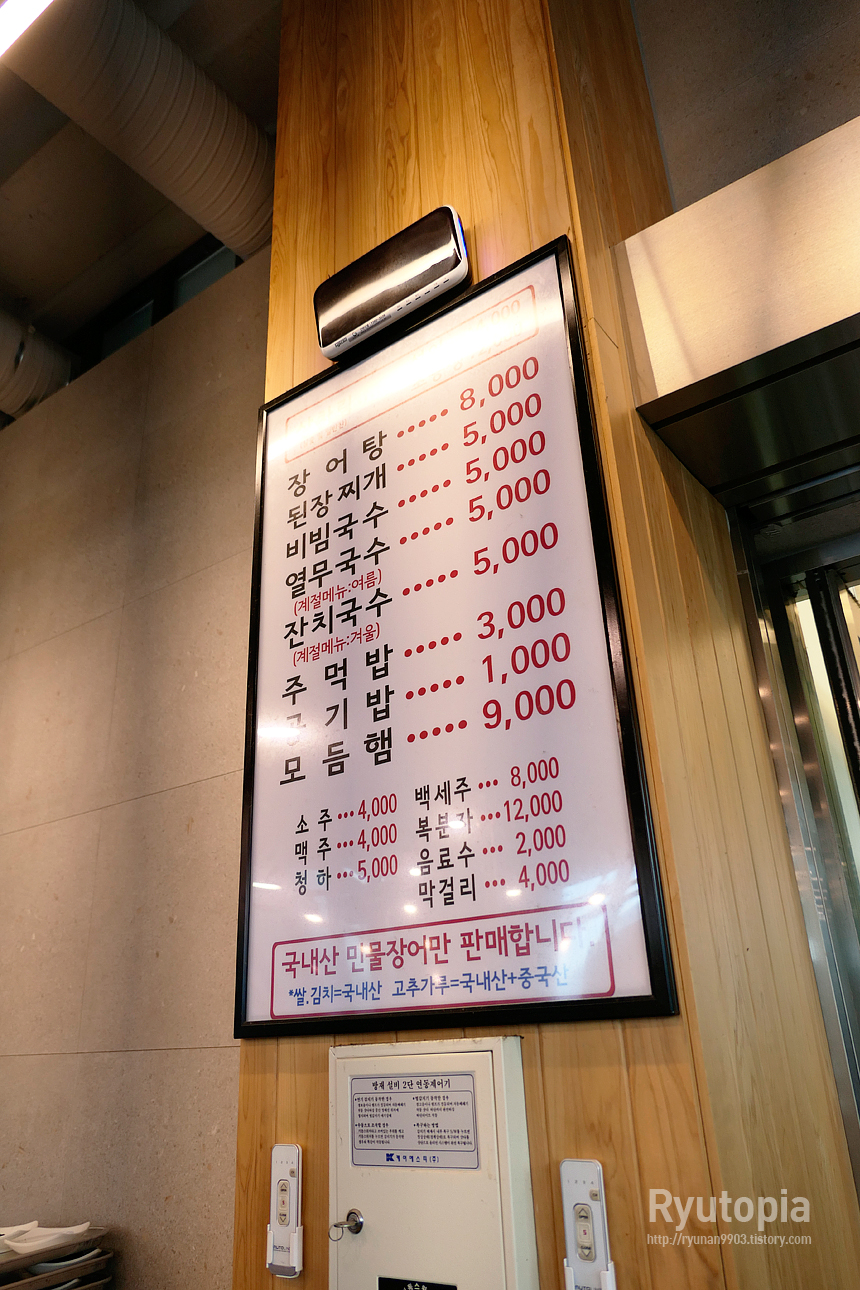 장어탕 ····· 8,000
된장찌개 ····· 5,000
비빔국수 ····· 5,000
열무국수 ····· 5,000
(계절메뉴:여름)
잔치국수 ····· 5,000
(계절메뉴:겨울)
주먹밥 ····· 3,000
공기밥 ····· 1,000
모듬햄 ····· 9,000
소주 ··· 4,000
맥주 ··· 4,000
청하 ··· 5,000
백세주 ··· 8,000
복분자 ··· 12,000
음료수 ··· 2,000
막걸리 ··· 4,000
국내산 민물장어만 판매합니다.
*쌀.김치=국내산 고추가루=국내산+중국산
방재 설비 2단 연동제어기
Ryutopia
http://ryunan9903.tistory.com